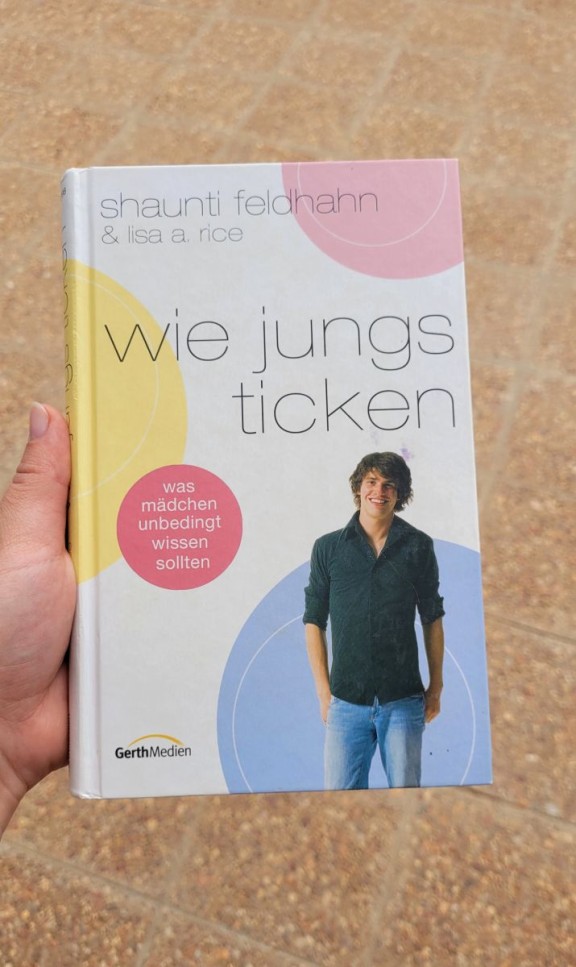 shaunti feldhahn
& lisa a. rice
wie jungs
ticken
was
mädchen
unbedingt
wissen
sollten
GerthMedien